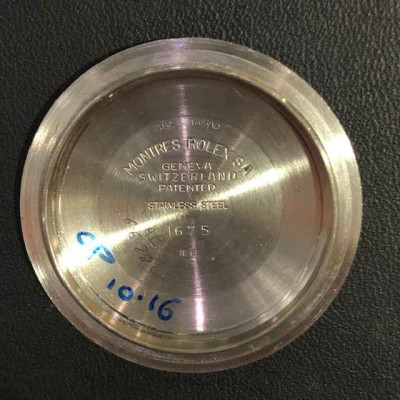 MONTRES ROLEX S.A
GENEVA
SWITZERLAND
PATENTED
STAINLESS STEEL
1675
CP
10.16